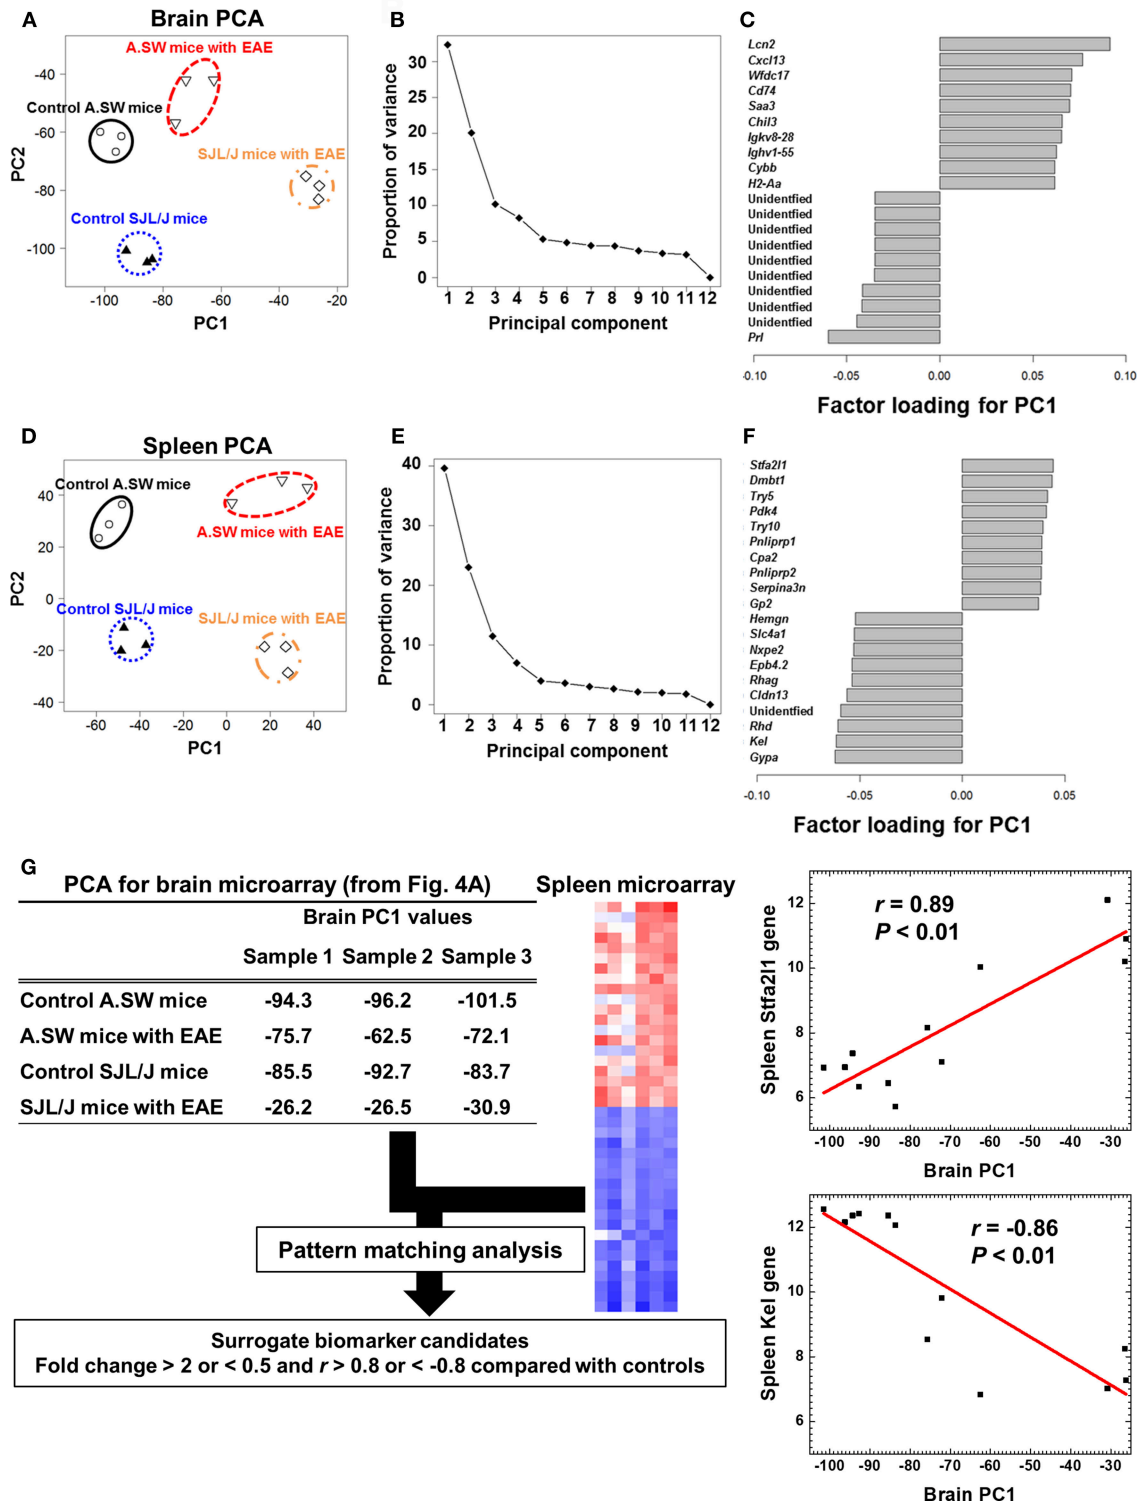 A
Brain PCA
A.SW mice with EAE
Control A.SW mice
SJL/J mice with EAE
Control SJL/J mice
PC2
-40
-60
-80
-100
-100 -80 -60 -40 -20
PC1
B
Proportion of variance
30
25
20
15
10
5
0
1 2 3 4 5 6 7 8 9 10 11 12
Principal component
C
Lcn2
Cxcl13
Wfdc17
Cd74
Saa3
Chil3
Igkv8-28
Ighv1-55
Cybb
H2-Aa
Unidentfied
Unidentfied
Unidentfied
Unidentfied
Unidentfied
Unidentfied
Unidentfied
Unidentfied
Unidentfied
Prl
-0.10 -0.05 0.00 0.05 0.10
Factor loading for PC1
D
Spleen PCA
Control A.SW mice
A.SW mice with EAE
Control SJL/J mice
SJL/J mice with EAE
PC2
40
20
0
-20
-40
-60 -40 -20 0 20 40
PC1
E
Proportion of variance
40
30
20
10
0
1 2 3 4 5 6 7 8 9 10 11 12
Principal component
F
Stfa2l1
Dmbt1
Try5
Pdk4
Try10
Pnliprp1
Cpa2
Pnliprp2
Serpina3n
Gp2
Hemgn
Slc4a1
Nxpe2
Epb4.2
Rhag
Cldn13
Unidentfied
Rhd
Kel
Gypa
-0.10 -0.05 0.00 0.05
Factor loading for PC1
G
PCA for brain microarray (from Fig. 4A)
Brain PC1 values
Sample 1 Sample 2 Sample 3
Control A.SW mice -94.3 -96.2 -101.5
A.SW mice with EAE -75.7 -62.5 -72.1
Control SJL/J mice -85.5 -92.7 -83.7
SJL/J mice with EAE -26.2 -26.5 -30.9
Spleen microarray
Pattern matching analysis
Surrogate biomarker candidates
Fold change > 2 or < 0.5 and r > 0.8 or < -0.8 compared with controls
Spleen Stfa2l1 gene
r = 0.89
P < 0.01
12
10
8
6
-100 -90 -80 -70 -60 -50 -40 -30
Brain PC1
Spleen Kel gene
r = -0.86
P < 0.01
12
10
8
6
-100 -90 -80 -70 -60 -50 -40 -30
Brain PC1